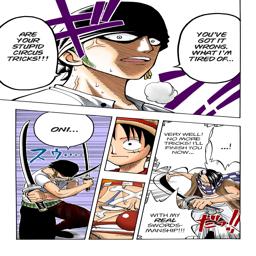 YOU'VE
GOT IT
WRONG.
WHAT I'M
TIRED OF...
ARE
YOUR
STUPID
CIRCUS
TRICKS!!!
...!
VERY WELL!
NO MORE
TRICKS! I'LL
FINISH YOU
NOW...
WITH MY
REAL
SWORDS-
MANSHIP!!!
ONI...